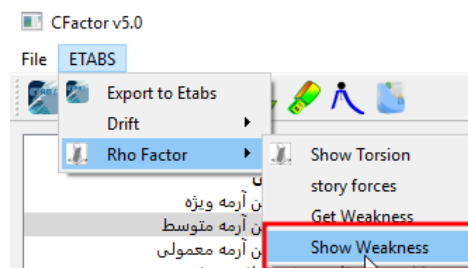 CFactor v5.0
File ETABS
Export to Etabs
Drift
Rho Factor
Show Torsion
story forces
Get Weakness
Show Weakness
ن آرمه ویژه
ن آرمه متوسط
ن آرمه معمولی